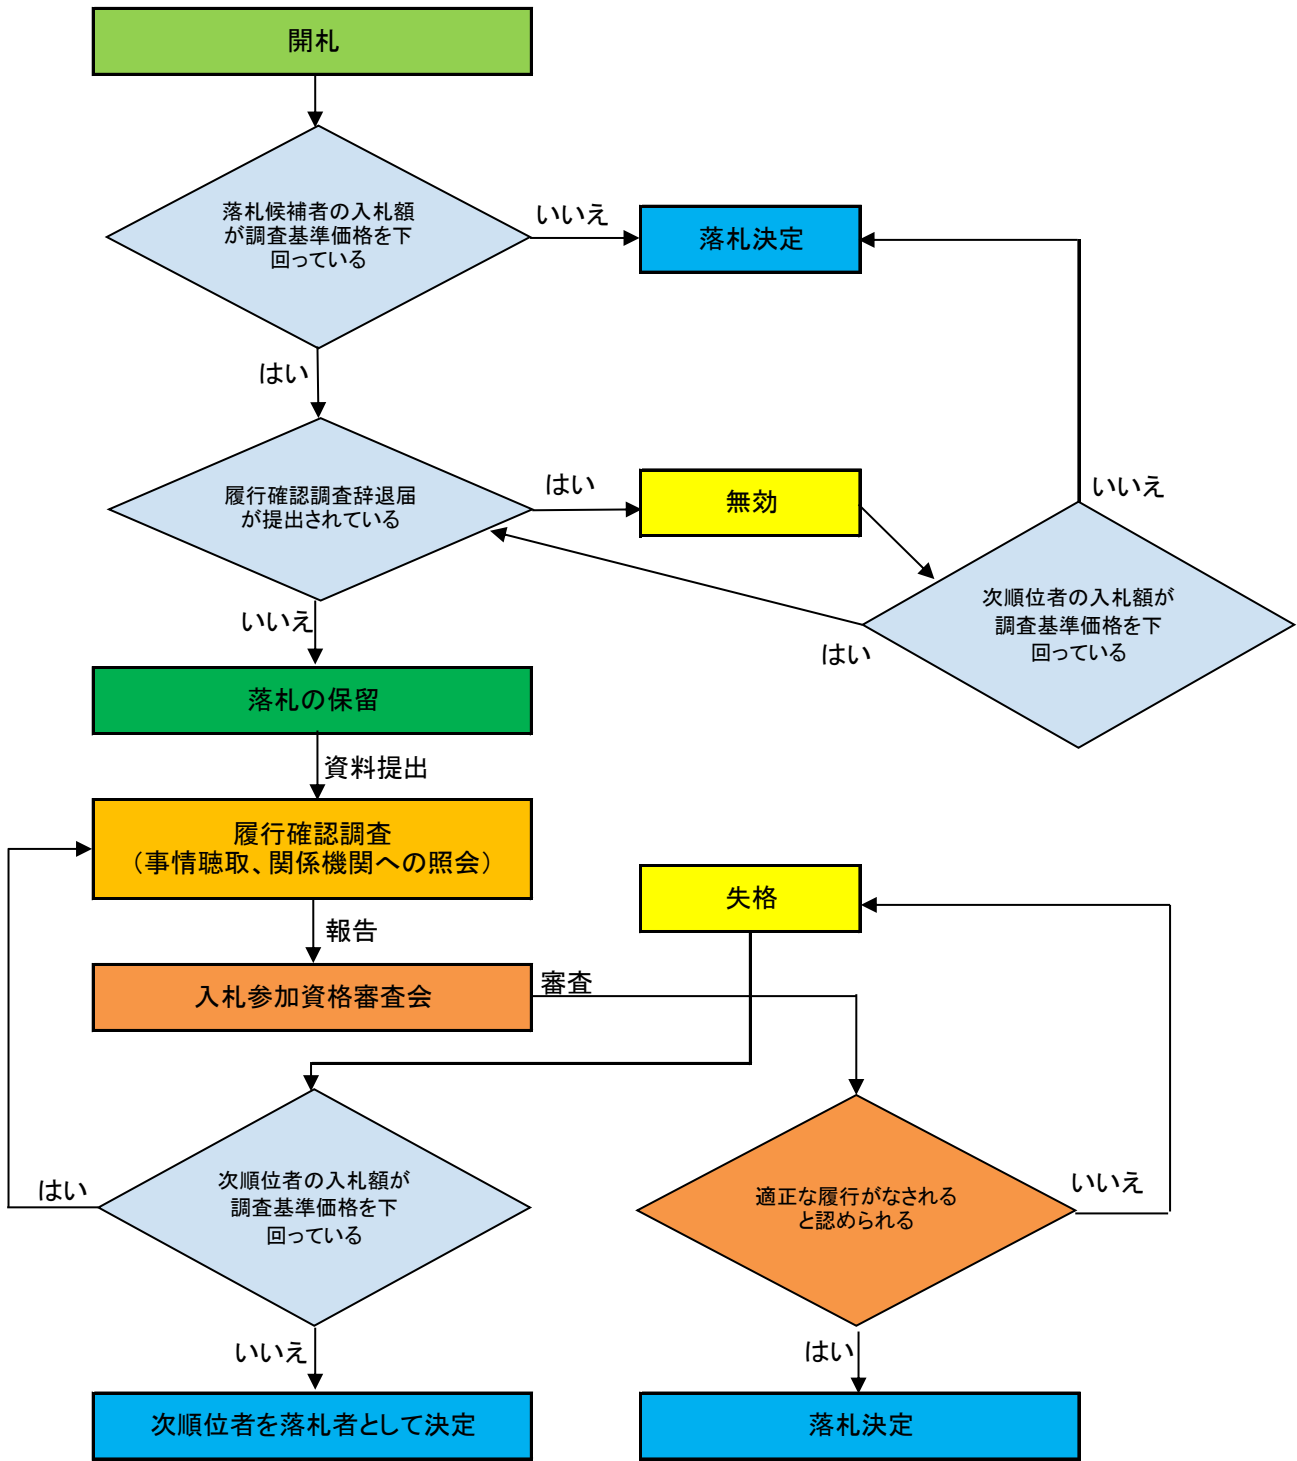 開札
落札候補者の入札額
が調査基準価格を下
回っている
いいえ
落札決定
はい
履行確認調査辞退届
が提出されている
はい
無効
いいえ
次順位者の入札額が
調査基準価格を下
回っている
はい
いいえ
落札の保留
資料提出
履行確認調査
（事情聴取、関係機関への照会）
失格
報告
入札参加資格審査会
審査
次順位者の入札額が
調査基準価格を下
回っている
はい
適正な履行がなされる
と認められる
いいえ
いいえ
はい
次順位者を落札者として決定
落札決定